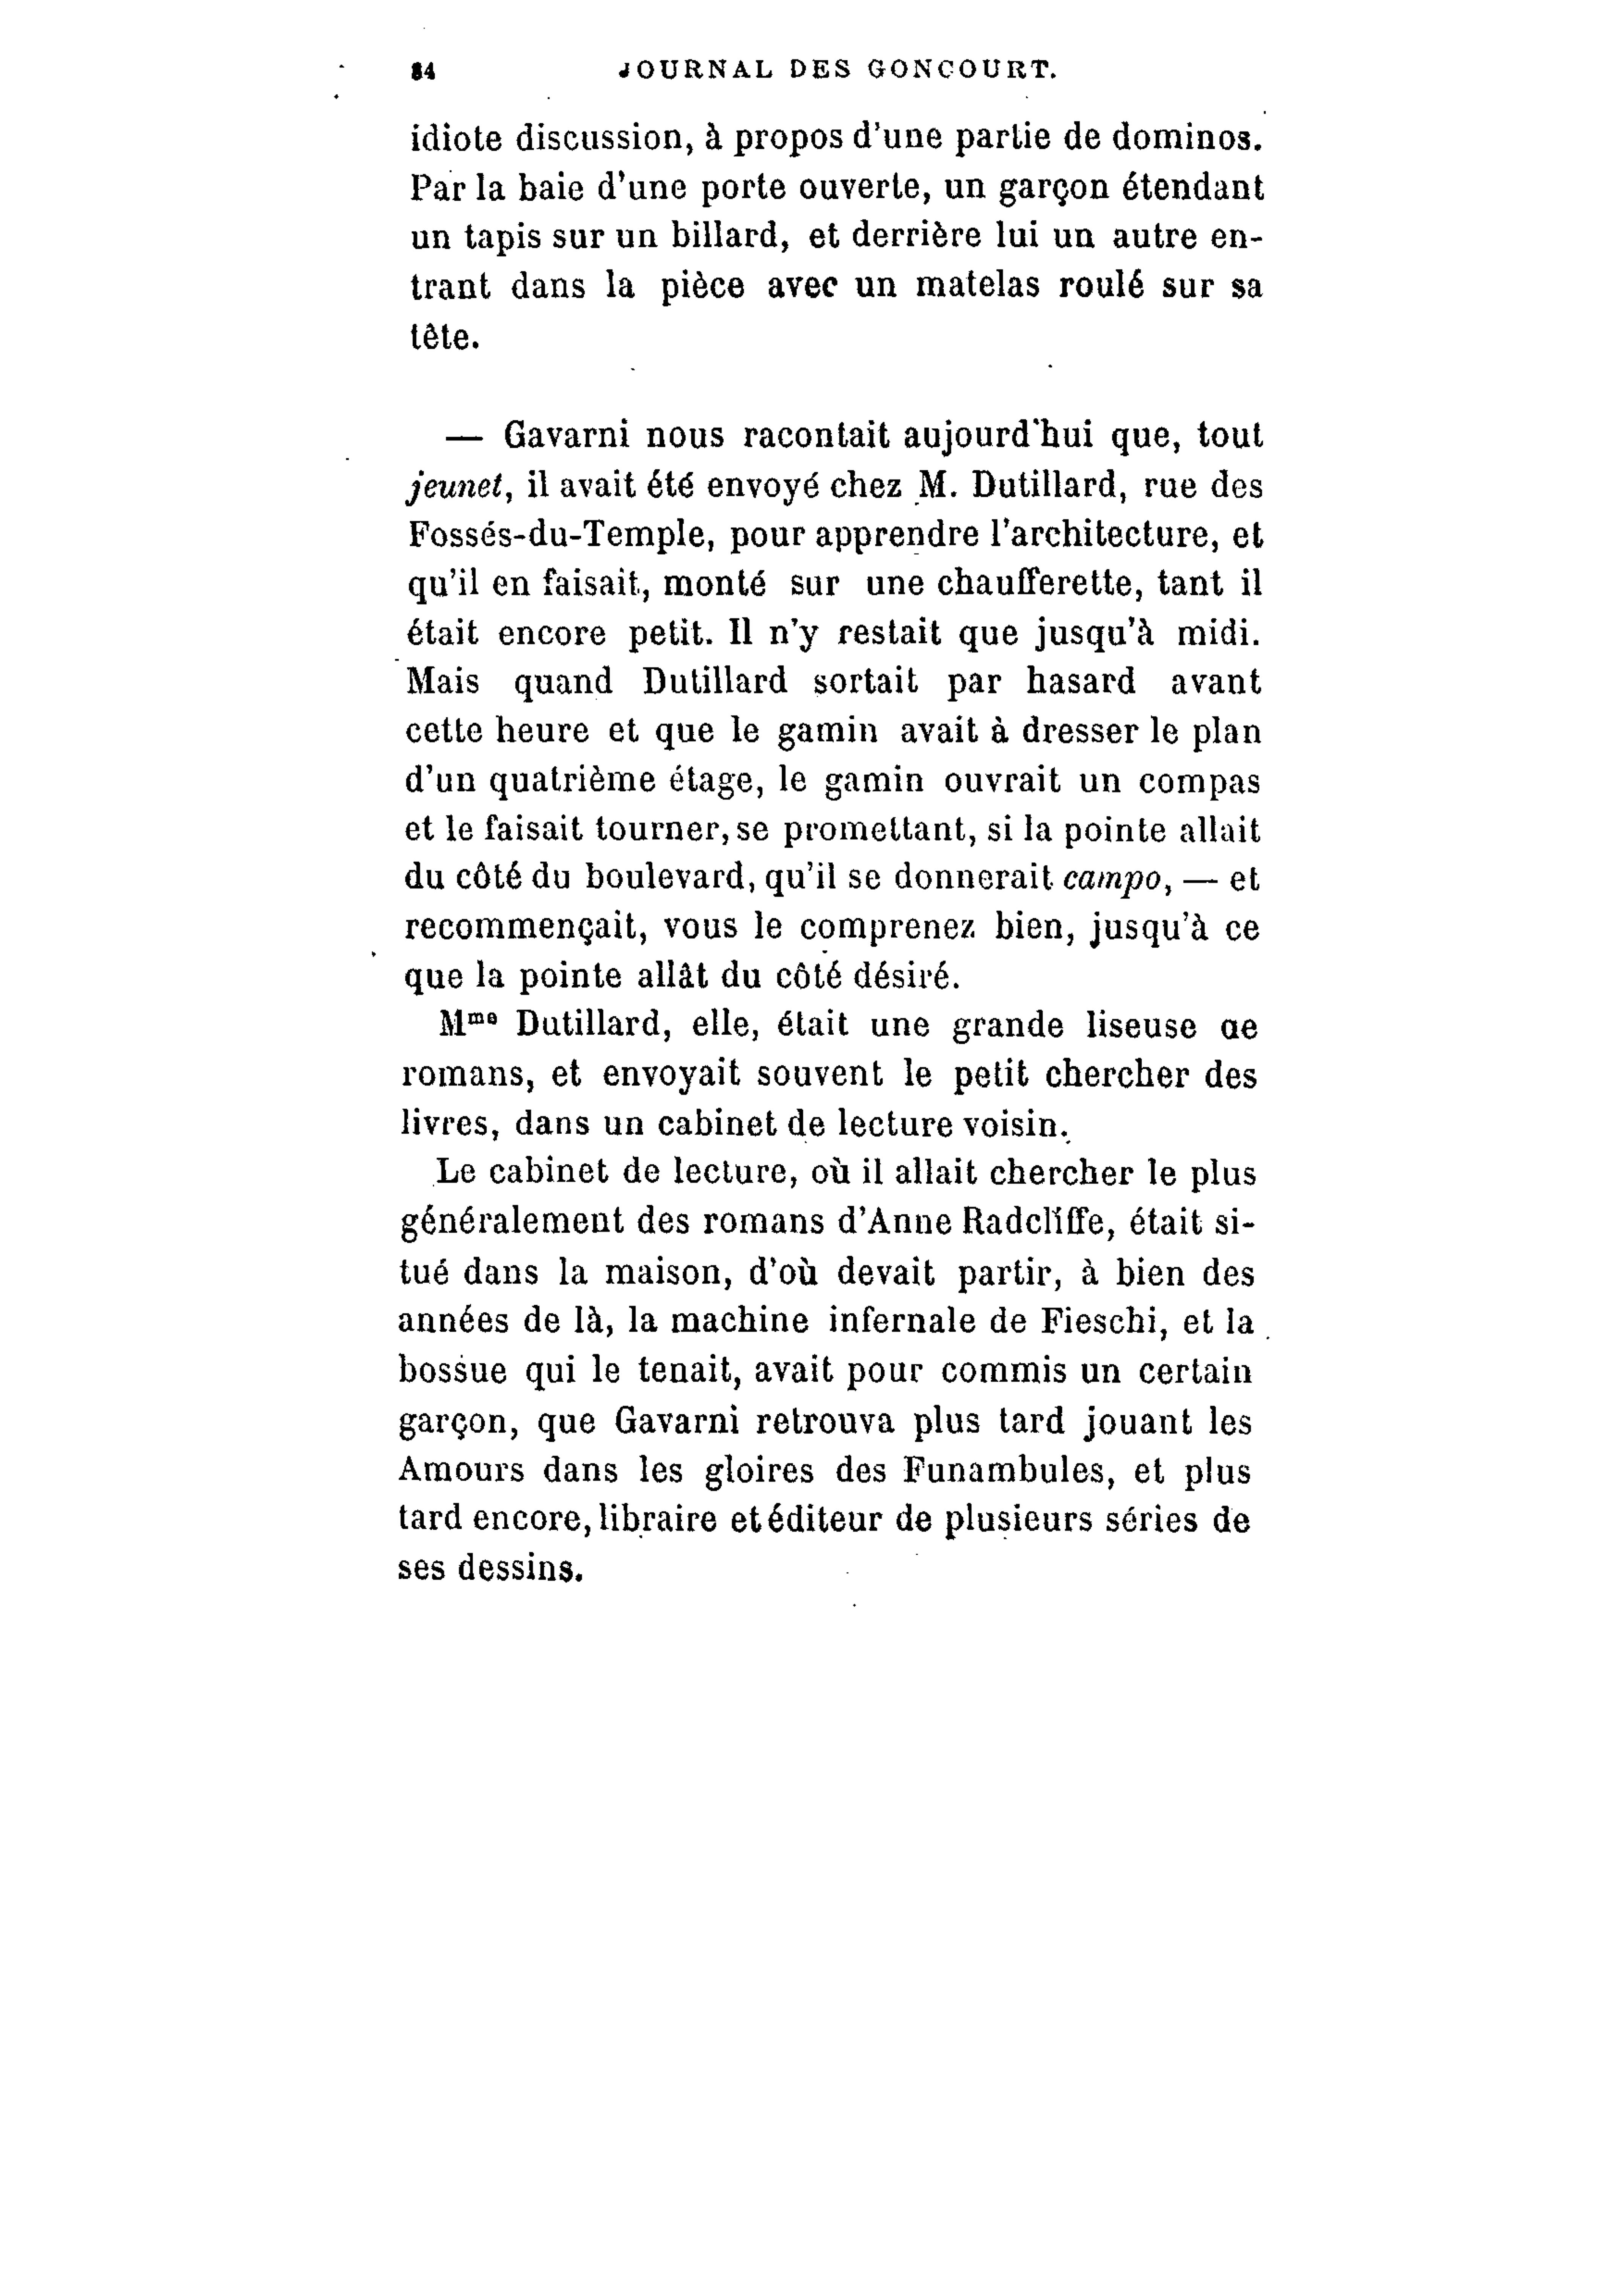 84 JOURNAL DES GONCOURT.
idiote discussion, à propos d'une partie de dominos.
Par la baie d'une porte ouverte, un garçon étendant
un tapis sur un billard, et derrière lui un autre en-
trant dans la pièce avec un matelas roulé sur sa
tête.
— Gavarni nous racontait aujourd'hui que, tout
jeunet, il avait été envoyé chez M. Dutillard, rue des
Fossés-du-Temple, pour apprendre l'architecture, et
qu'il en faisait, monté sur une chaufferette, tant il
était encore petit. Il n'y restait que jusqu'à midi.
Mais quand Dutillard sortait par hasard avant
cette heure et que le gamin avait à dresser le plan
d'un quatrième étage, le gamin ouvrait un compas
et le faisait tourner, se promettant, si la pointe allait
du côté du boulevard, qu'il se donnerait campo, — et
recommençait, vous le comprenez bien, jusqu'à ce
que la pointe allât du côté désiré.
Mme Dutillard, elle, était une grande liseuse de
romans, et envoyait souvent le petit chercher des
livres, dans un cabinet de lecture voisin.
Le cabinet de lecture, où il allait chercher le plus
généralement des romans d'Anne Radcliffe, était si-
tué dans la maison, d'où devait partir, à bien des
années de là, la machine infernale de Fieschi, et la
bossue qui le tenait, avait pour commis un certain
garçon, que Gavarni retrouva plus tard jouant les
Amours dans les gloires des Funambules, et plus
tard encore, libraire et éditeur de plusieurs séries de
ses dessins.